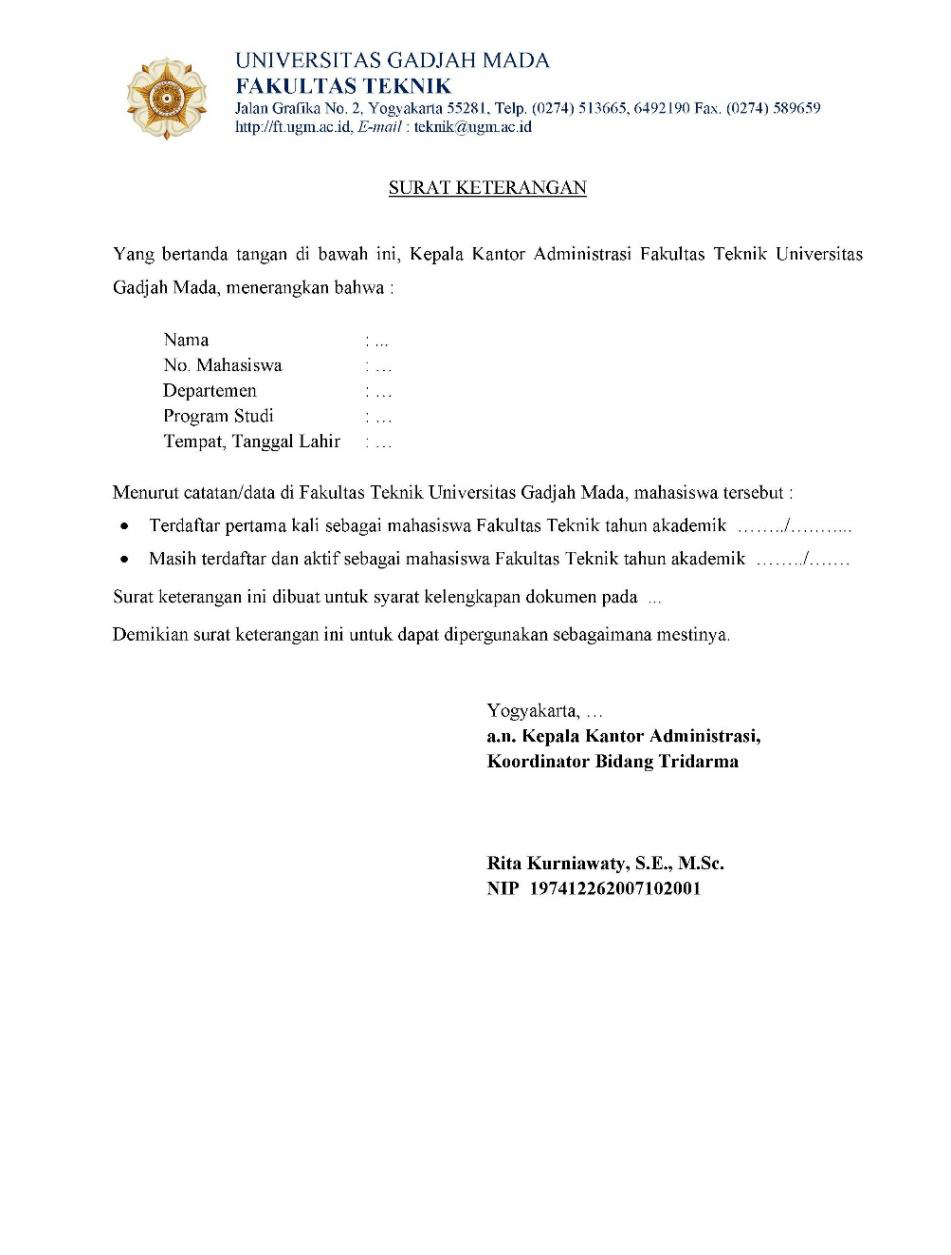 UNIVERSITAS GADJAH MADA
FAKULTAS TEKNIK
Jalan Grafika No. 2, Yogyakarta 55281, Telp. (0274) 513665, 6492190 Fax. (0274) 589659
http://ft.ugm.ac.id, E-mail : teknik@ugm.ac.id
SURAT KETERANGAN
Yang bertanda tangan di bawah ini, Kepala Kantor Administrasi Fakultas Teknik Universitas
Gadjah Mada, menerangkan bahwa :
Nama : ...
No. Mahasiswa : ...
Departemen : ...
Program Studi : ...
Tempat, Tanggal Lahir : ...
Menurut catatan/data di Fakultas Teknik Universitas Gadjah Mada, mahasiswa tersebut :
• Terdaftar pertama kali sebagai mahasiswa Fakultas Teknik tahun akademik ……../……….
• Masih terdaftar dan aktif sebagai mahasiswa Fakultas Teknik tahun akademik ……../…….
Surat keterangan ini dibuat untuk syarat kelengkapan dokumen pada ...
Demikian surat keterangan ini untuk dapat dipergunakan sebagaimana mestinya.
Yogyakarta, …
a.n. Kepala Kantor Administrasi,
Koordinator Bidang Tridarma
Rita Kurniawaty, S.E., M.Sc.
NIP 197412262007102001